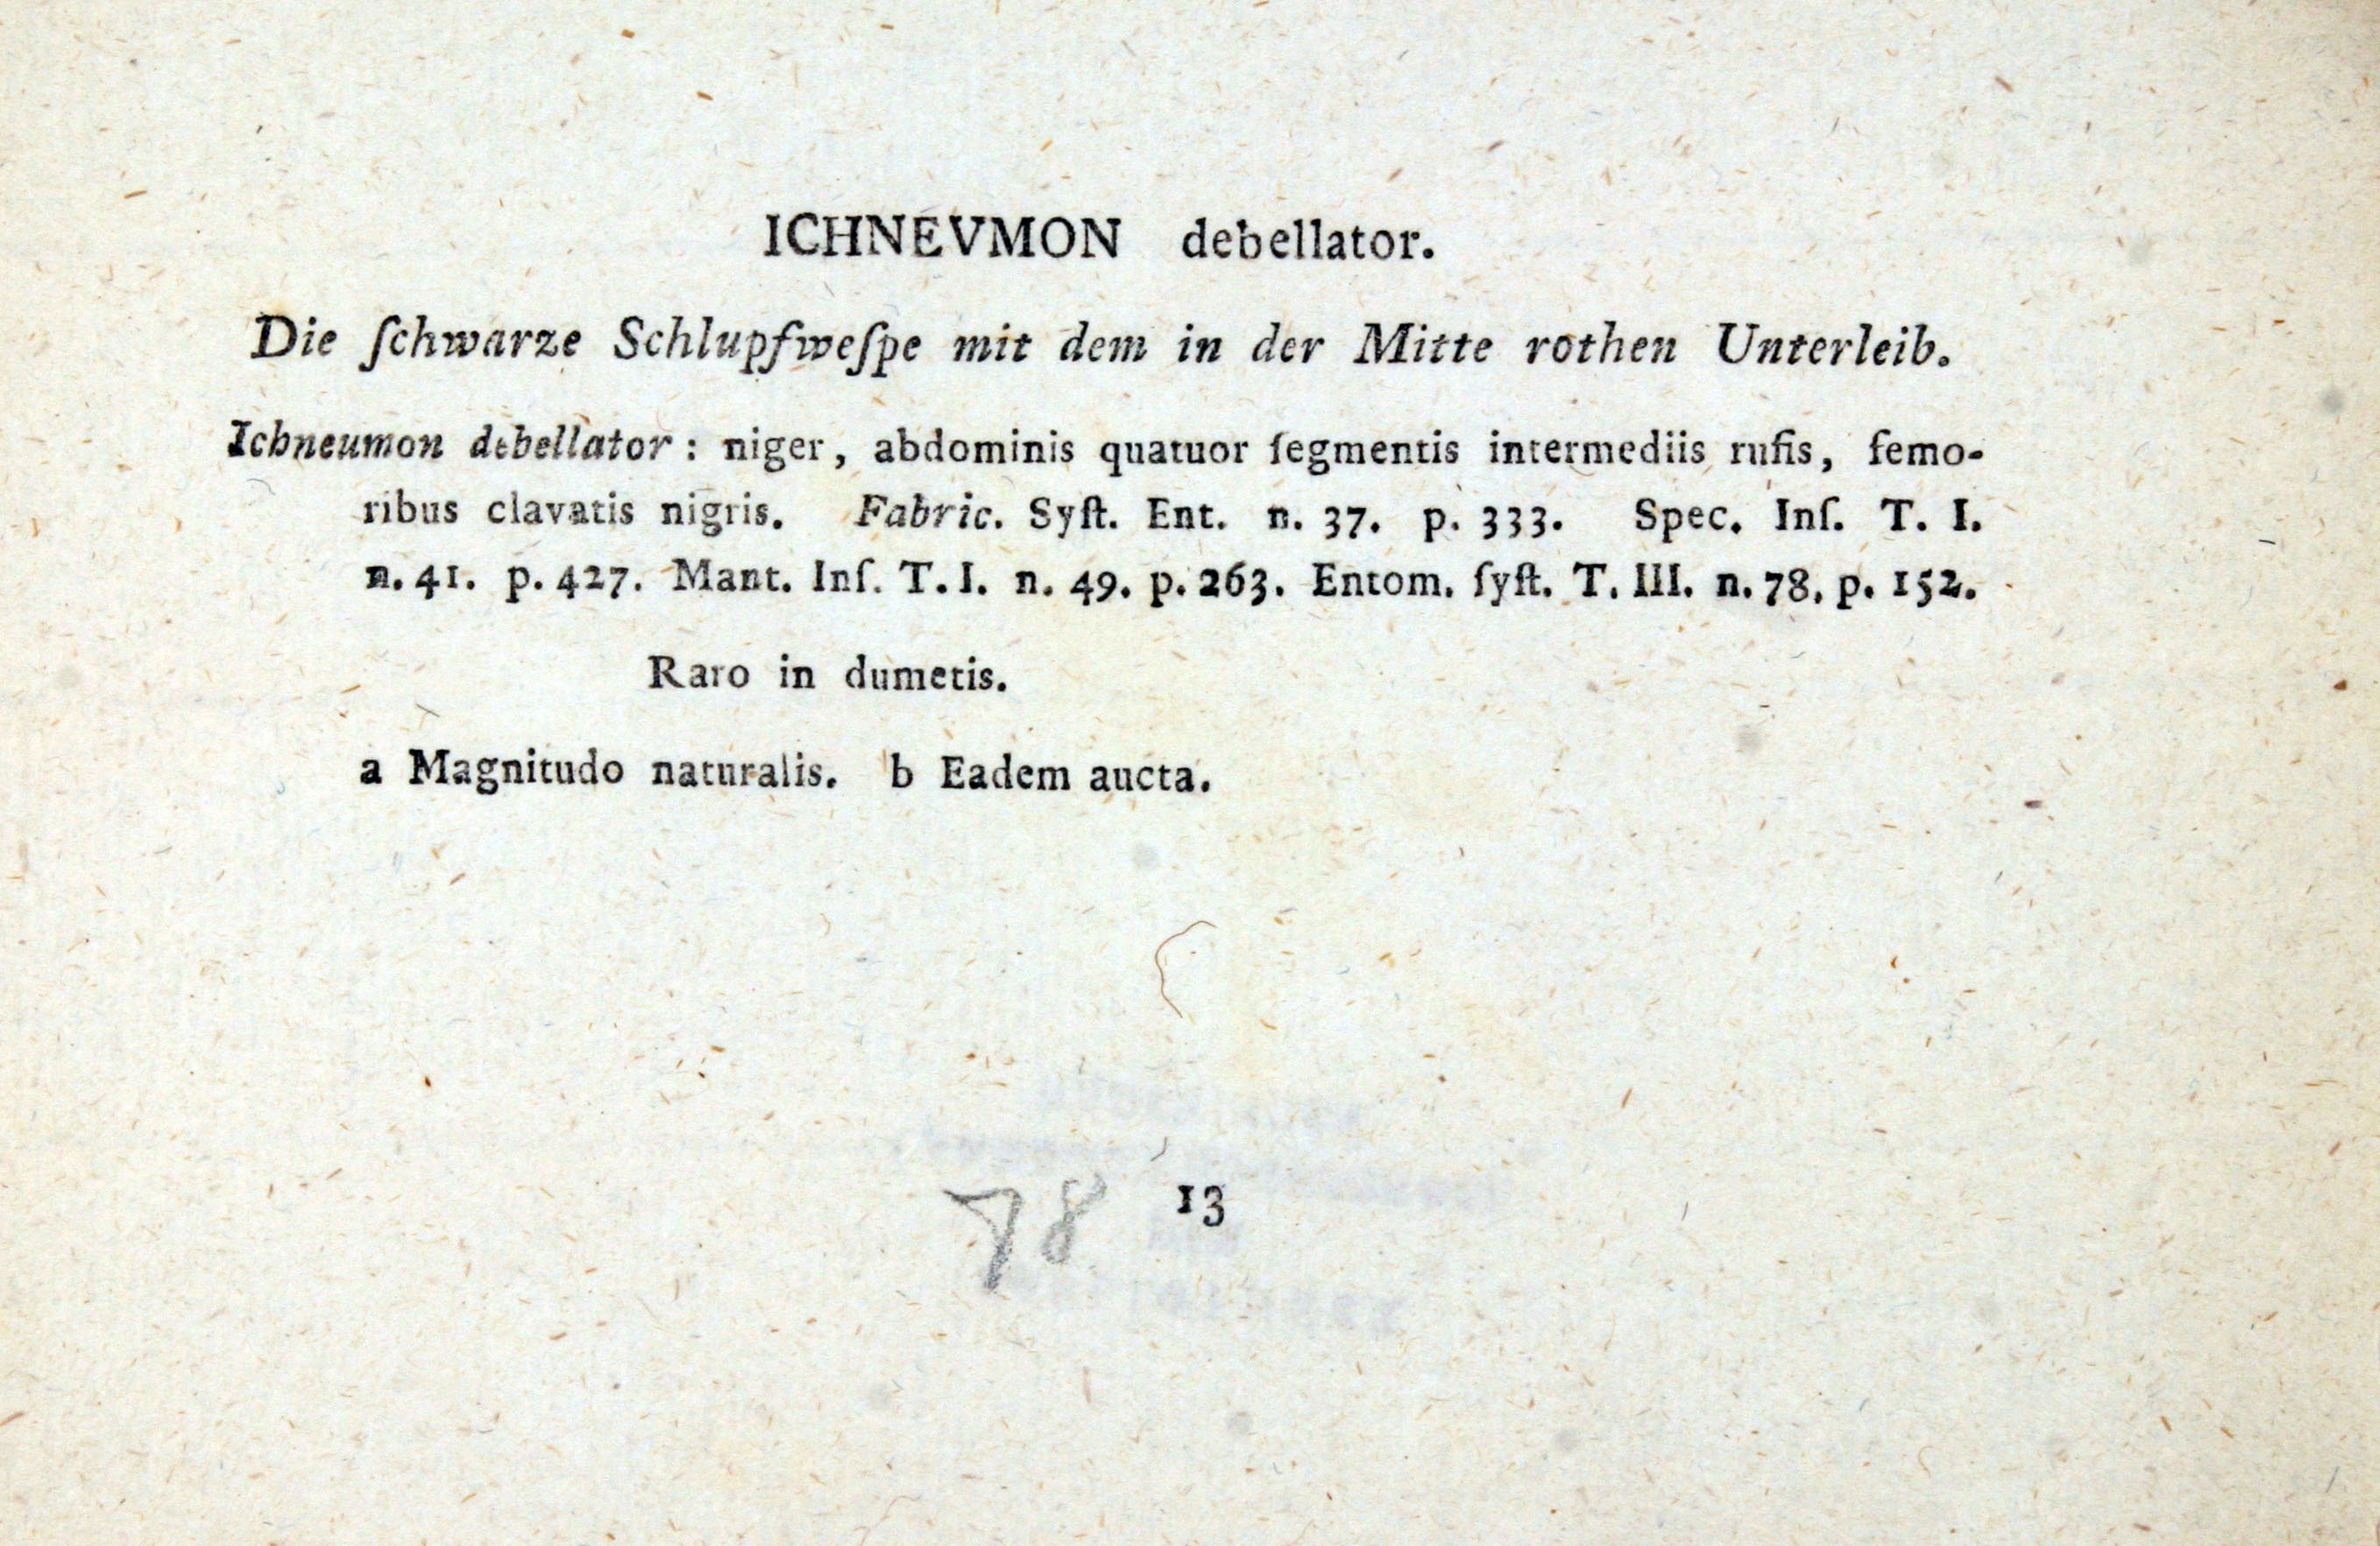 ICHNEVMON debellator.
Die ſchwarze Schlupfweſpe mit dem in der Mitte rothen Unterleib.
Ichneumon debellator: niger, abdominis quatuor ſegmentis intermediis rufis, femo-
ribus clavatis nigris. Fabric. Syſt. Ent. n. 37. p. 333. Spec. Inſ. T. I.
n. 41. p. 427. Mant. Inſ. T. I. n. 49. p. 263. Entom. ſyſt. T. III. n. 78. p. 152.
Raro in dumetis.
a Magnitudo naturalis. b Eadem aucta.
78 13